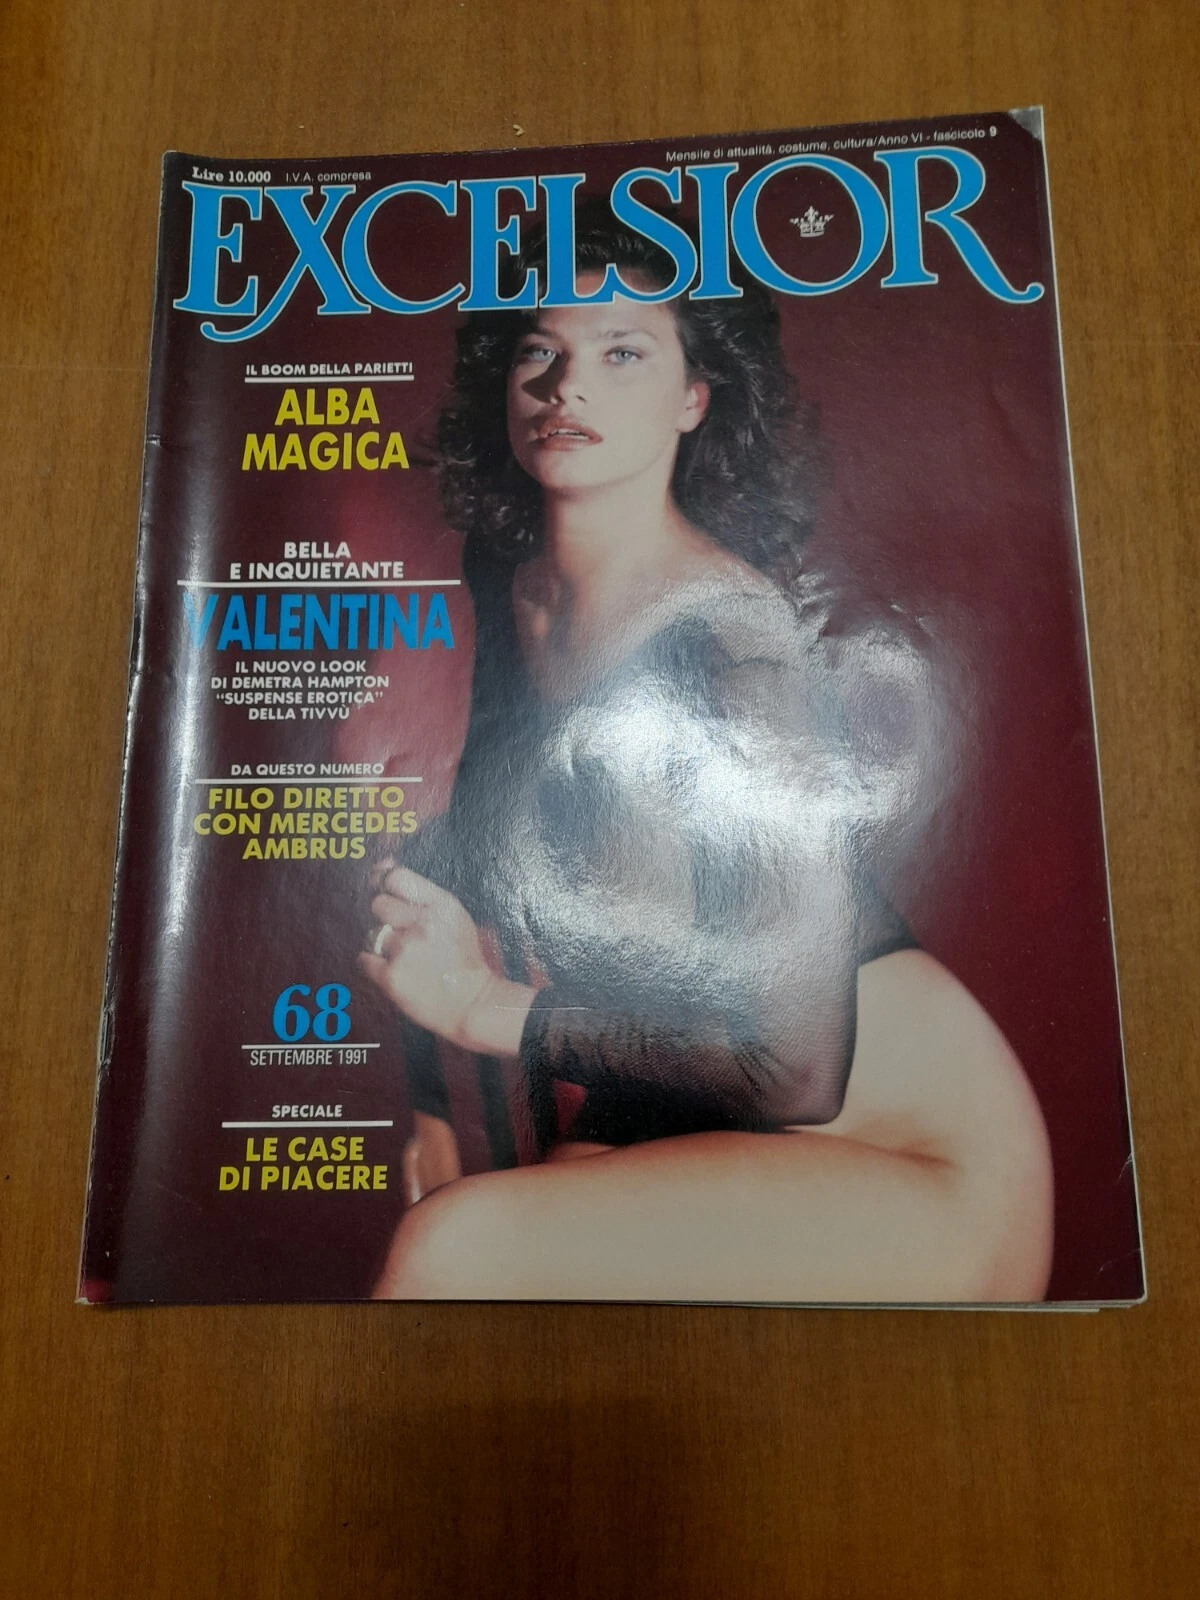 Lire 10.000 I.V.A. compresa
Mensile di attualità, costume, cultura/Anno VI - fascicolo 9
EXCELSIOR
IL BOOM DELLA PARIETTI
ALBA
MAGICA
BELLA
E INQUIETANTE
VALENTINA
IL NUOVO LOOK
DI DEMETRA HAMPTON
“SUSPENSE EROTICA”
DELLA TIVVÙ
DA QUESTO NUMERO
FILO DIRETTO
CON MERCEDES
AMBRUS
68
SETTEMBRE 1991
SPECIALE
LE CASE
DI PIACERE